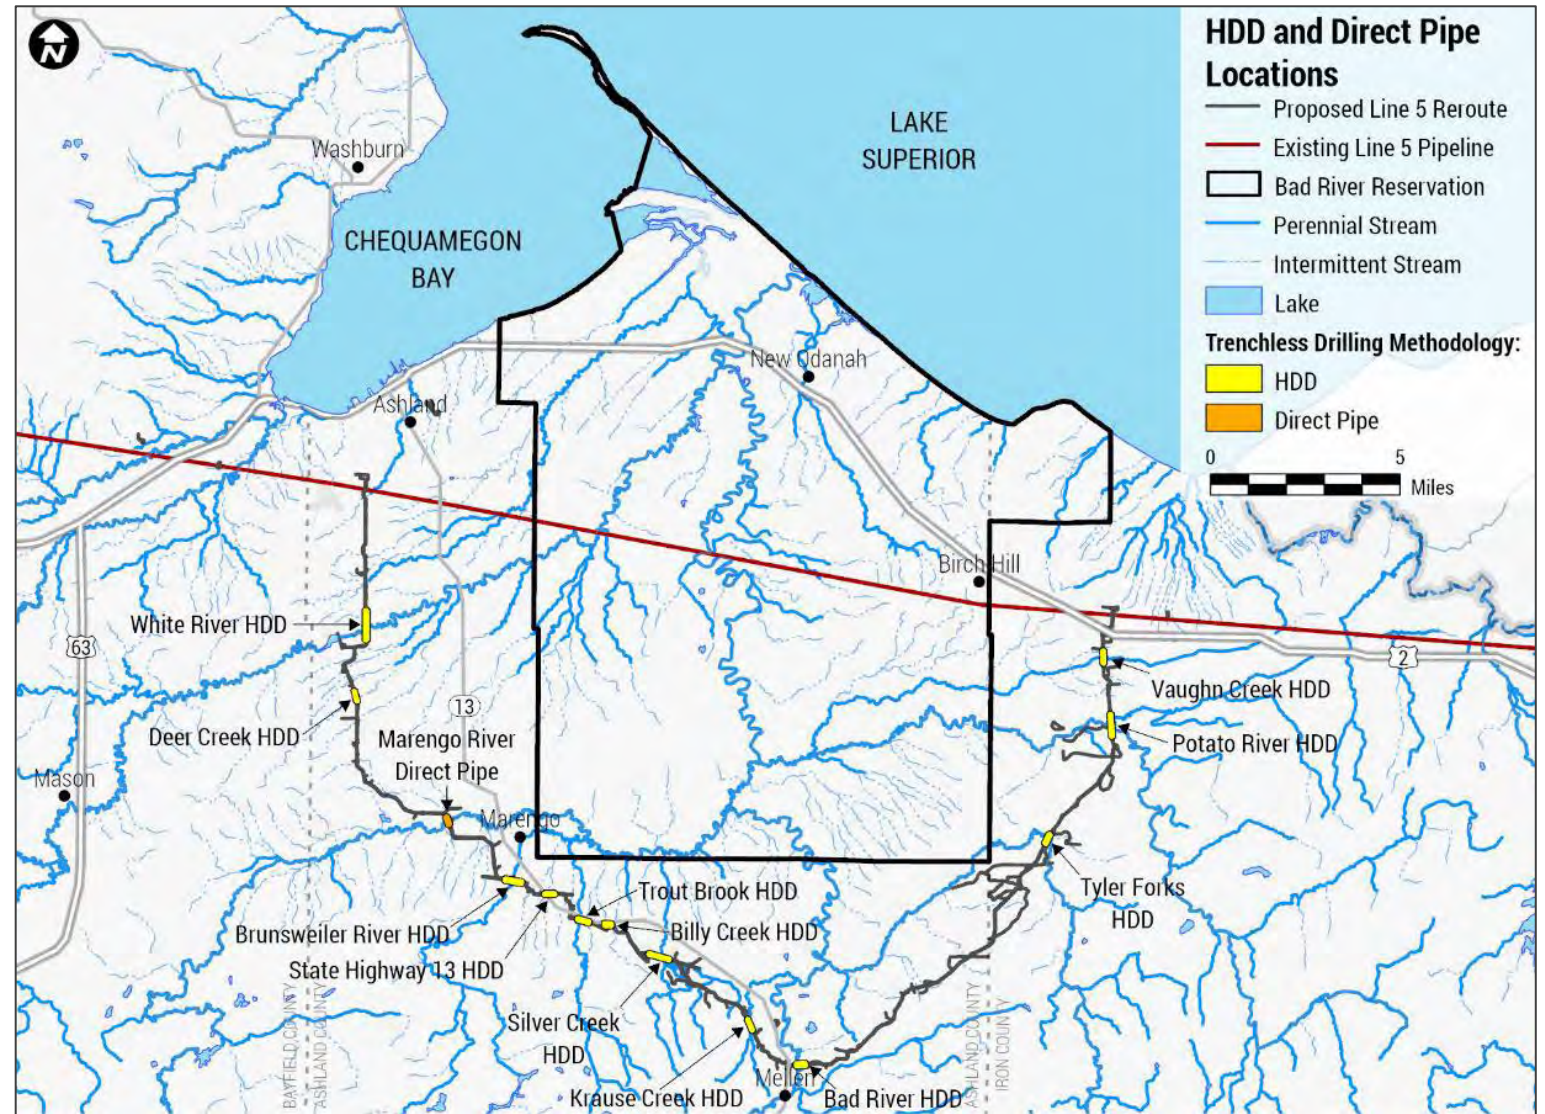 N
HDD and Direct Pipe
Locations
Proposed Line 5 Reroute
Existing Line 5 Pipeline
Bad River Reservation
Perennial Stream
Intermittent Stream
Lake
Trenchless Drilling Methodology:
HDD
Direct Pipe
0 5
Miles
LAKE
SUPERIOR
Washburn
CHEQUAMEGON
BAY
New Odanah
Ashland
Birch Hill
White River HDD
63
2
Vaughn Creek HDD
13
Deer Creek HDD
Marengo River
Direct Pipe
Potato River HDD
Mason
Marengo
Trout Brook HDD
Tyler Forks
HDD
Brunsweiler River HDD
Billy Creek HDD
State Highway 13 HDD
Silver Creek
HDD
BAYFIELD COUNTY
ASHLAND COUNTY
ASHLAND COUNTY
IRON COUNTY
Krause Creek HDD
Mellen
Bad River HDD